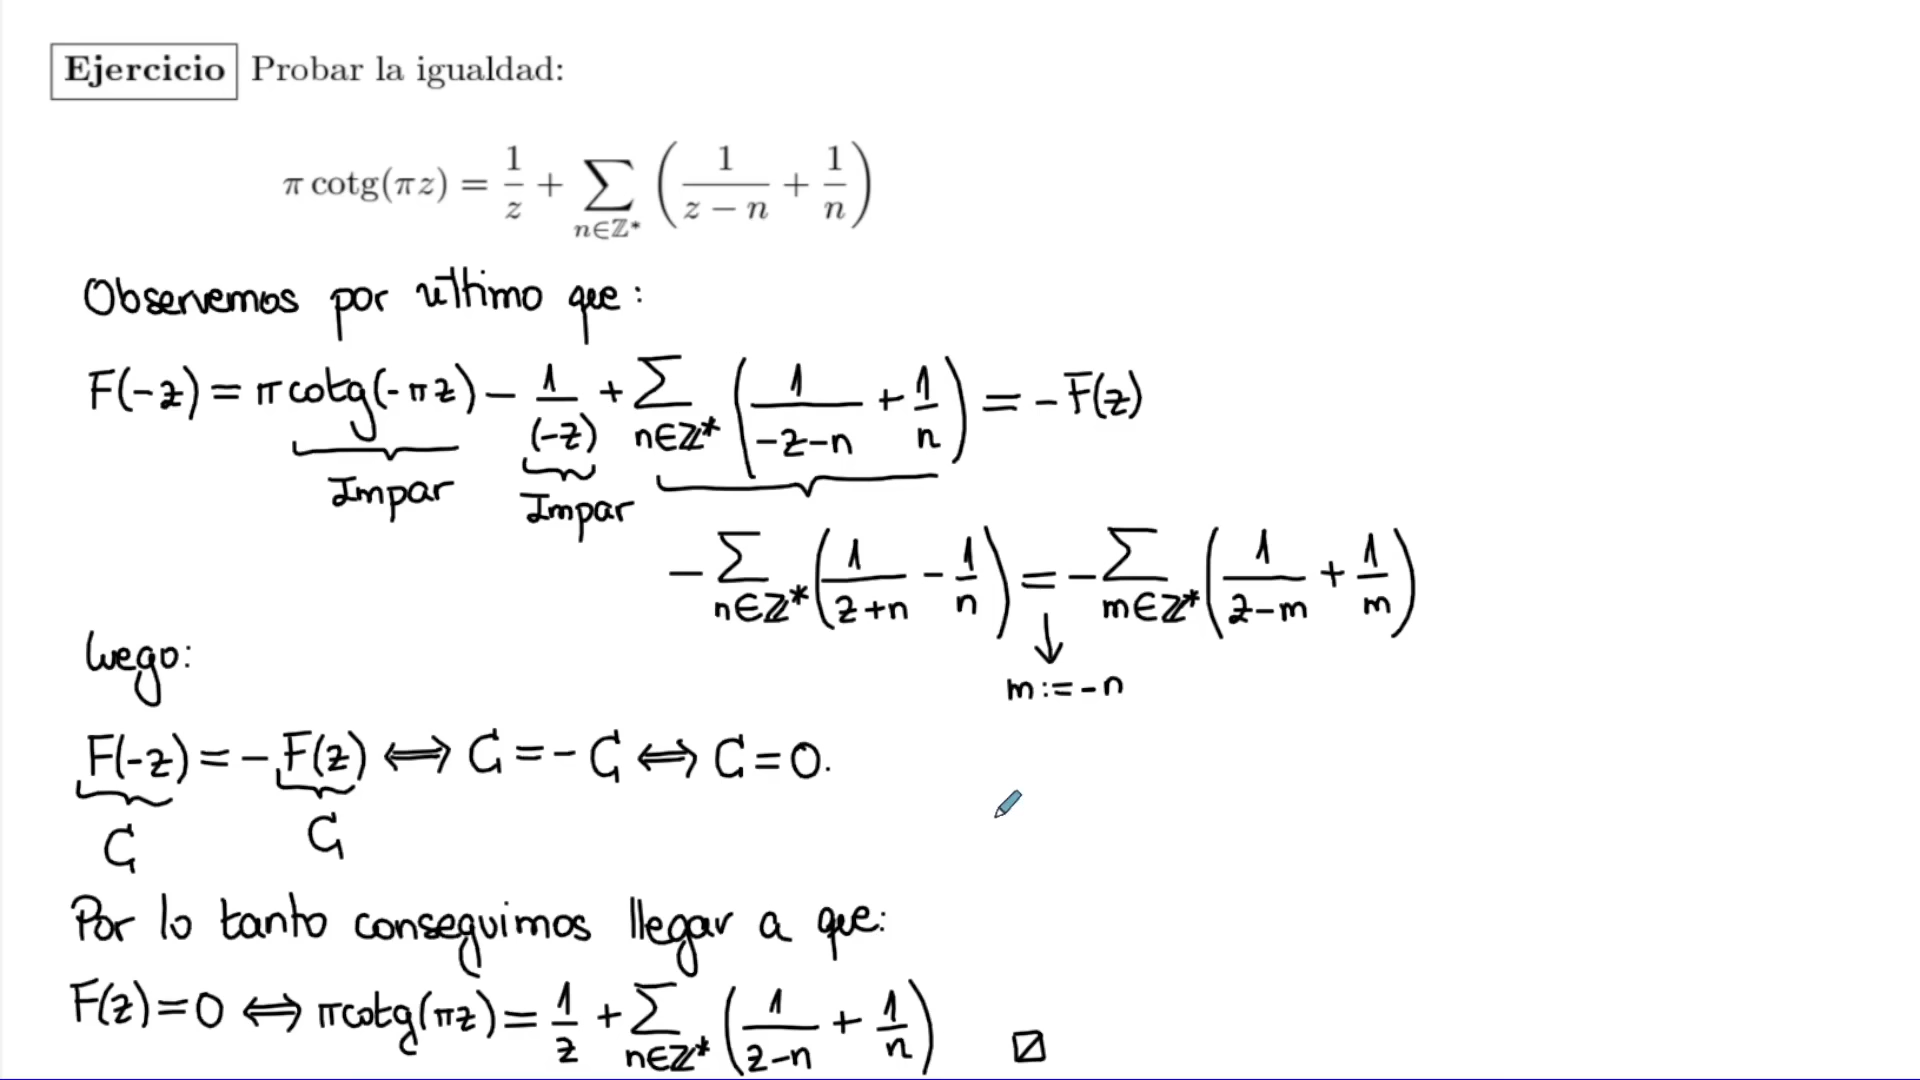 Ejercicio Probar la igualdad:
π cotg(πz) = 1/z + ∑_{n∈ℤ*} ( 1/(z − n) + 1/n )
Observemos por último que:
F(−z) = π cotg(−πz) − 1/(−z) + ∑_{n∈ℤ*} ( 1/(−z−n) + 1/n ) = −F(z)
Impar Impar
− ∑_{n∈ℤ*} ( 1/(z+n) − 1/n ) = − ∑_{m∈ℤ*} ( 1/(z−m) + 1/m )
↓
m := −n
Luego:
F(−z) = − F(z) ⟺ C = − C ⟺ C = 0.
C C
Por lo tanto conseguimos llegar a que:
F(z) = 0 ⟺ π cotg(πz) = 1/z + ∑_{n∈ℤ*} ( 1/(z−n) + 1/n )